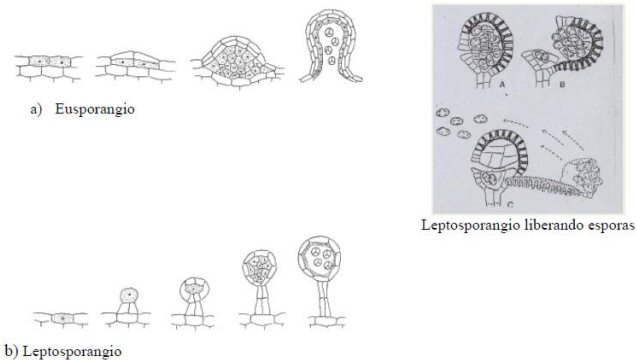 A
B
a) Eusporangio
C
Leptosporangio liberando esporas
b) Leptosporangio